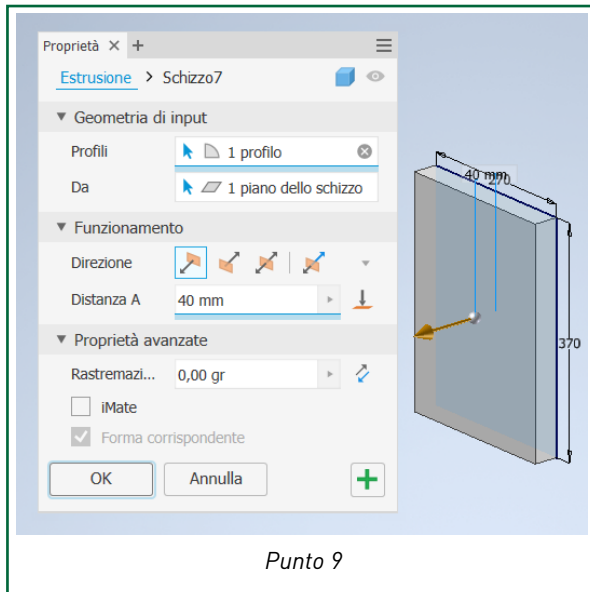 Proprietà × +
Estrusione > Schizzo7
Geometria di input
Profili 1 profilo
Da 1 piano dello schizzo
Funzionamento
Direzione
Distanza A 40 mm
Proprietà avanzate
Rastremazi... 0,00 gr
iMate
Forma corrispondente
OK Annulla +
40 mm
270
370
Punto 9